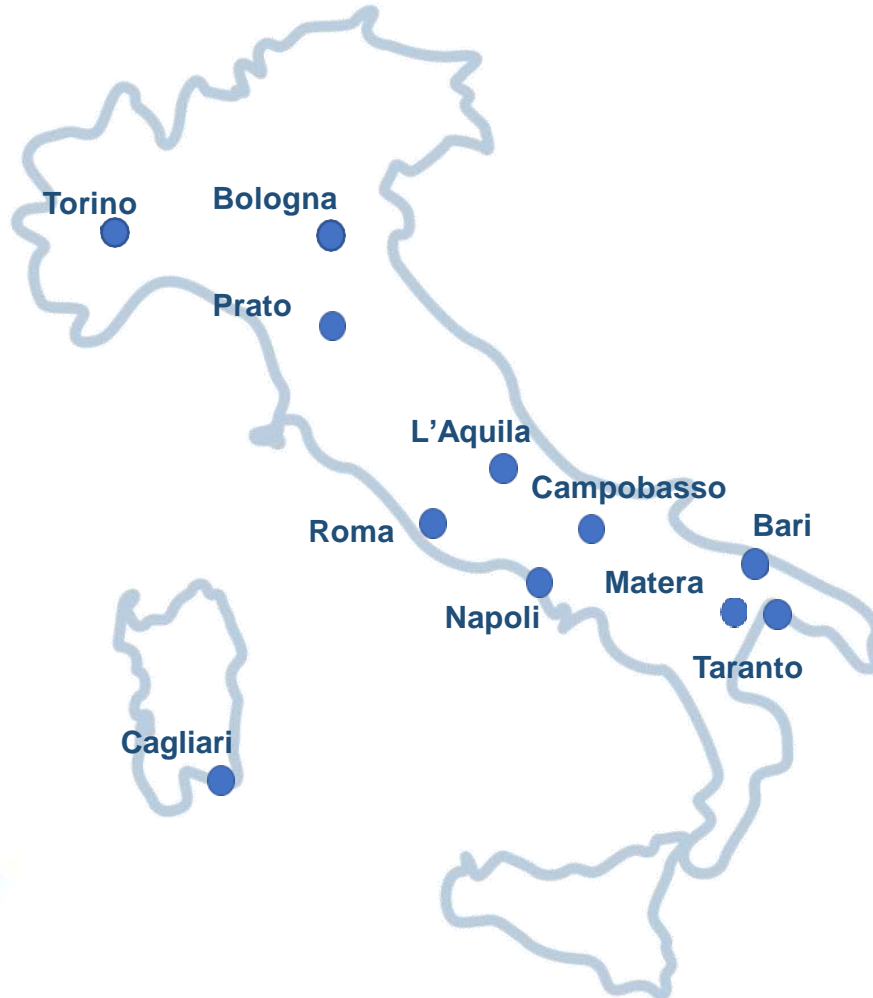 Torino
Bologna
Prato
L’Aquila
Campobasso
Roma
Bari
Matera
Napoli
Taranto
Cagliari